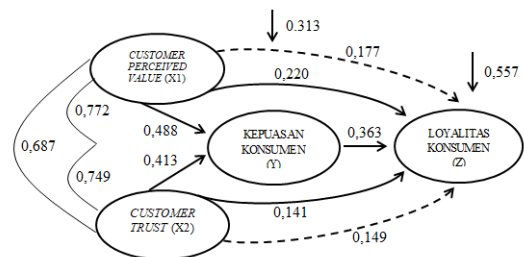 0.313
CUSTOMER
PERCEIVED
VALUE (X1)
0,177
0,557
0,220
0,772
0,488
0,687
KEPUASAN
KONSUMEN
(Y)
0,363
LOYALITAS
KONSUMEN
(Z)
0,413
0,749
CUSTOMER
TRUST (X2)
0,141
0,149